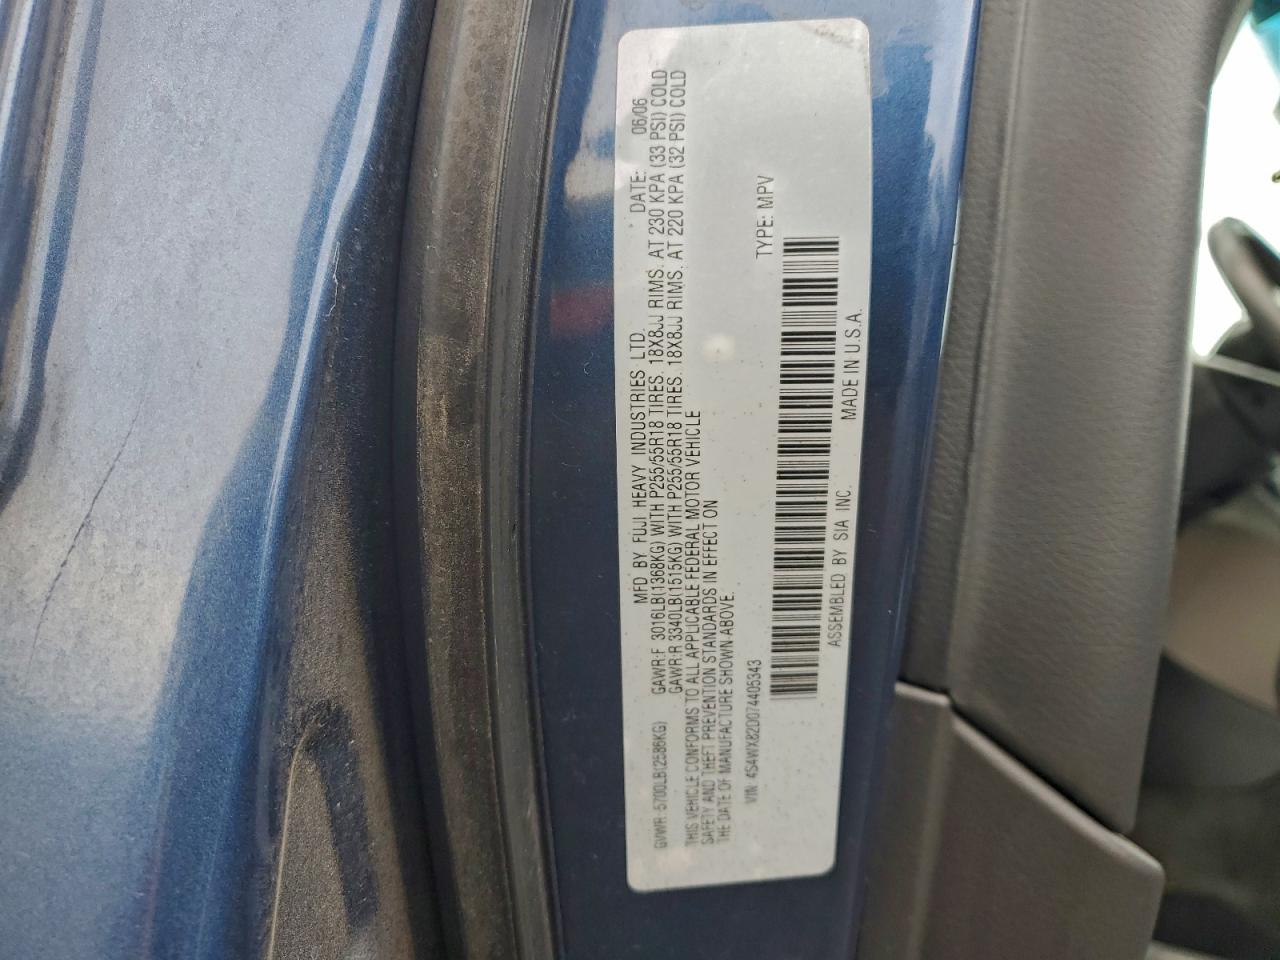 MFD BY FUJI HEAVY INDUSTRIES LTD. DATE: 06/06
GVWR: 5700LB(2586KG) GAWR:F 3016LB(1368KG) WITH P255/55R18 TIRES. 18X8JJ RIMS. AT 230 KPA (33 PSI) COLD
GAWR:R 3340LB(1515KG) WITH P255/55R18 TIRES. 18X8JJ RIMS. AT 220 KPA (32 PSI) COLD
THIS VEHICLE CONFORMS TO ALL APPLICABLE FEDERAL MOTOR VEHICLE
SAFETY AND THEFT PREVENTION STANDARDS IN EFFECT ON
THE DATE OF MANUFACTURE SHOWN ABOVE.
VIN: 4S4WX82D074405343 TYPE: MPV
ASSEMBLED BY SIA INC. MADE IN U.S.A.